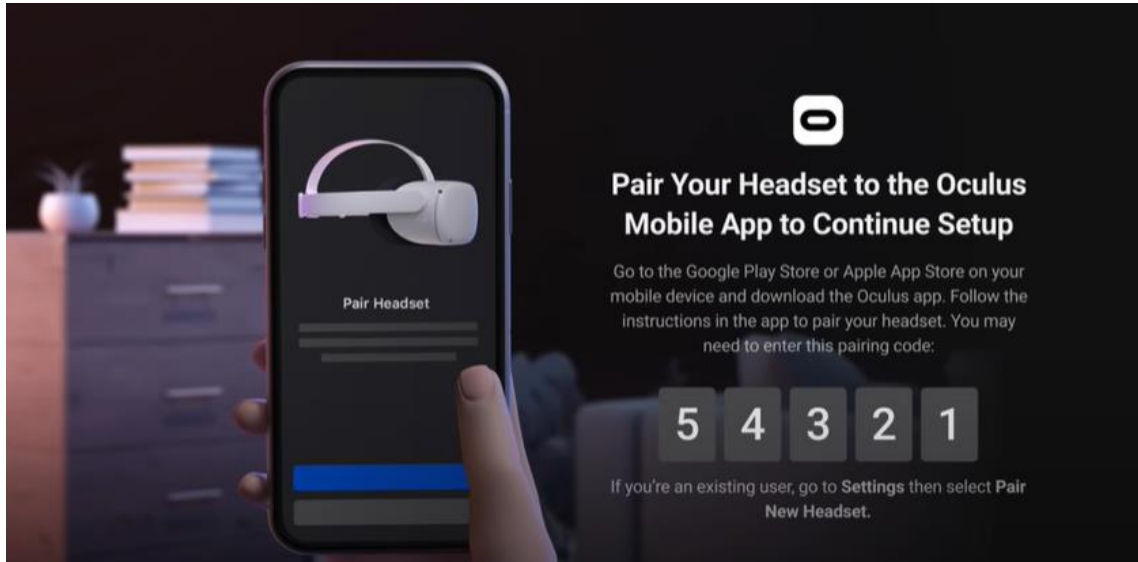 Pair Headset
Pair Your Headset to the Oculus
Mobile App to Continue Setup
Go to the Google Play Store or Apple App Store on your
mobile device and download the Oculus app. Follow the
instructions in the app to pair your headset. You may
need to enter this pairing code:
5 4 3 2 1
If you're an existing user, go to Settings then select Pair
New Headset.